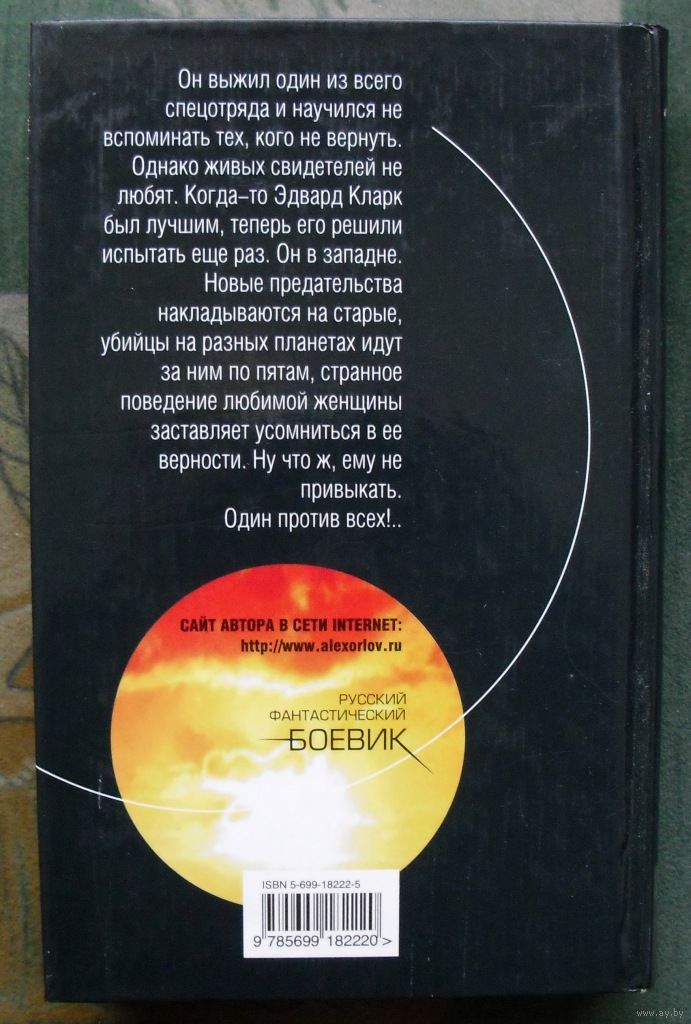 Он выжил один из всего
спецотряда и научился не
вспоминать тех, кого не вернуть.
Однако живых свидетелей не
любят. Когда–то Эдвард Кларк
был лучшим, теперь его решили
испытать еще раз. Он в западне.
Новые предательства
накладываются на старые,
убийцы на разных планетах идут
за ним по пятам, странное
поведение любимой женщины
заставляет усомниться в ее
верности. Ну что ж, ему не
привыкать.
Один против всех!..
САЙТ АВТОРА В СЕТИ INTERNET:
http://www.alexorlov.ru
РУССКИЙ
ФАНТАСТИЧЕСКИЙ
БОЕВИК
ISBN 5-699-18222-5
9 785699 182220 >
www.ay.by